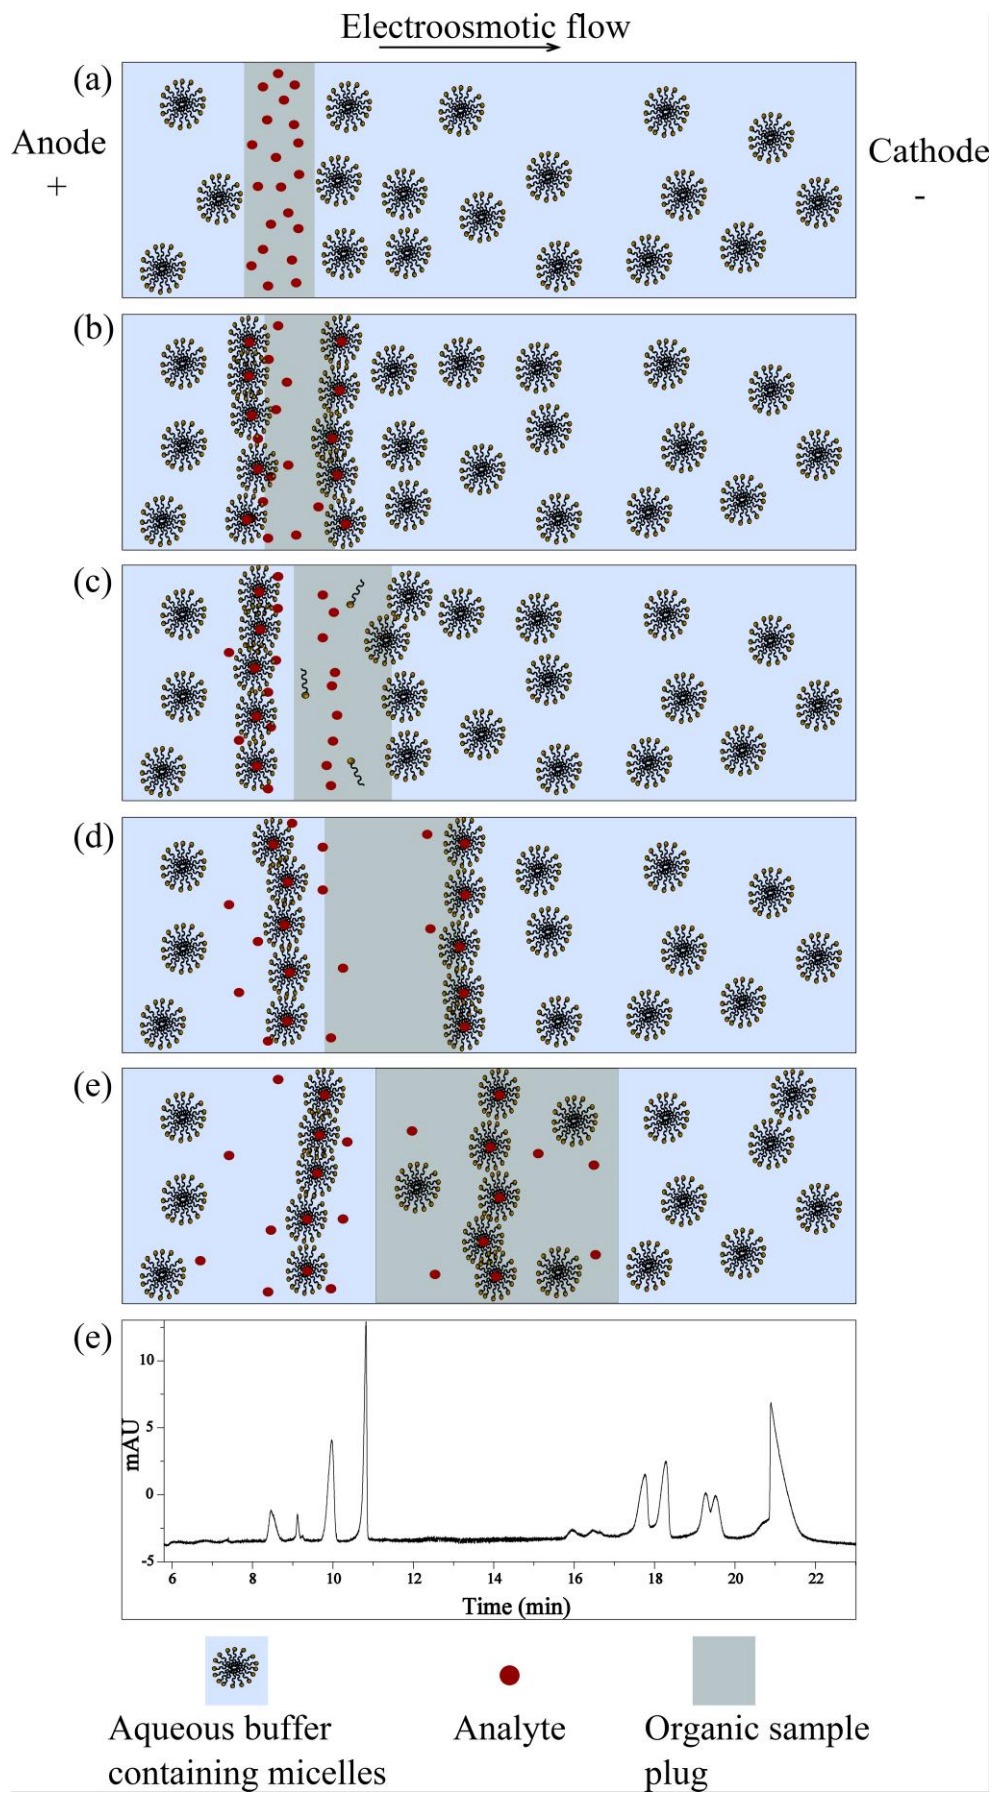 Electroosmotic flow
(a)
Anode
+
Cathode
-
(b)
(c)
(d)
(e)
(e)
10
5
0
-5
mAU
6 8 10 12 14 16 18 20 22
Time (min)
Aqueous buffer
containing micelles
Analyte
Organic sample
plug